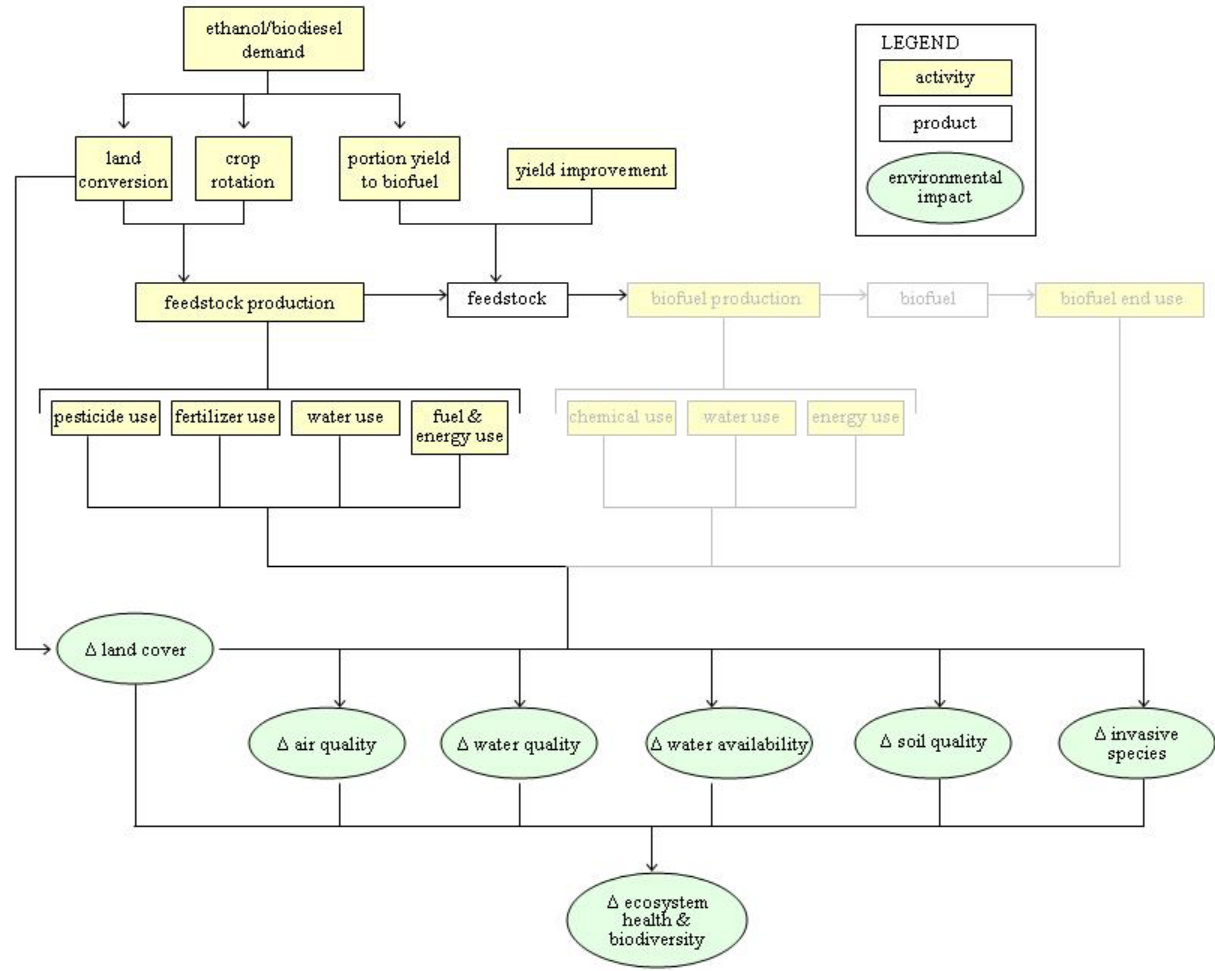 ethanol/biodiesel
demand
LEGEND
activity
product
environmental
impact
land
conversion
crop
rotation
portion yield
to biofuel
yield improvement
feedstock production
feedstock
biofuel production
biofuel
biofuel end use
pesticide use
fertilizer use
water use
fuel &
energy use
chemical use
water use
energy use
Δ land cover
Δ air quality
Δ water quality
Δ water availability
Δ soil quality
Δ invasive
species
Δ ecosystem
health &
biodiversity